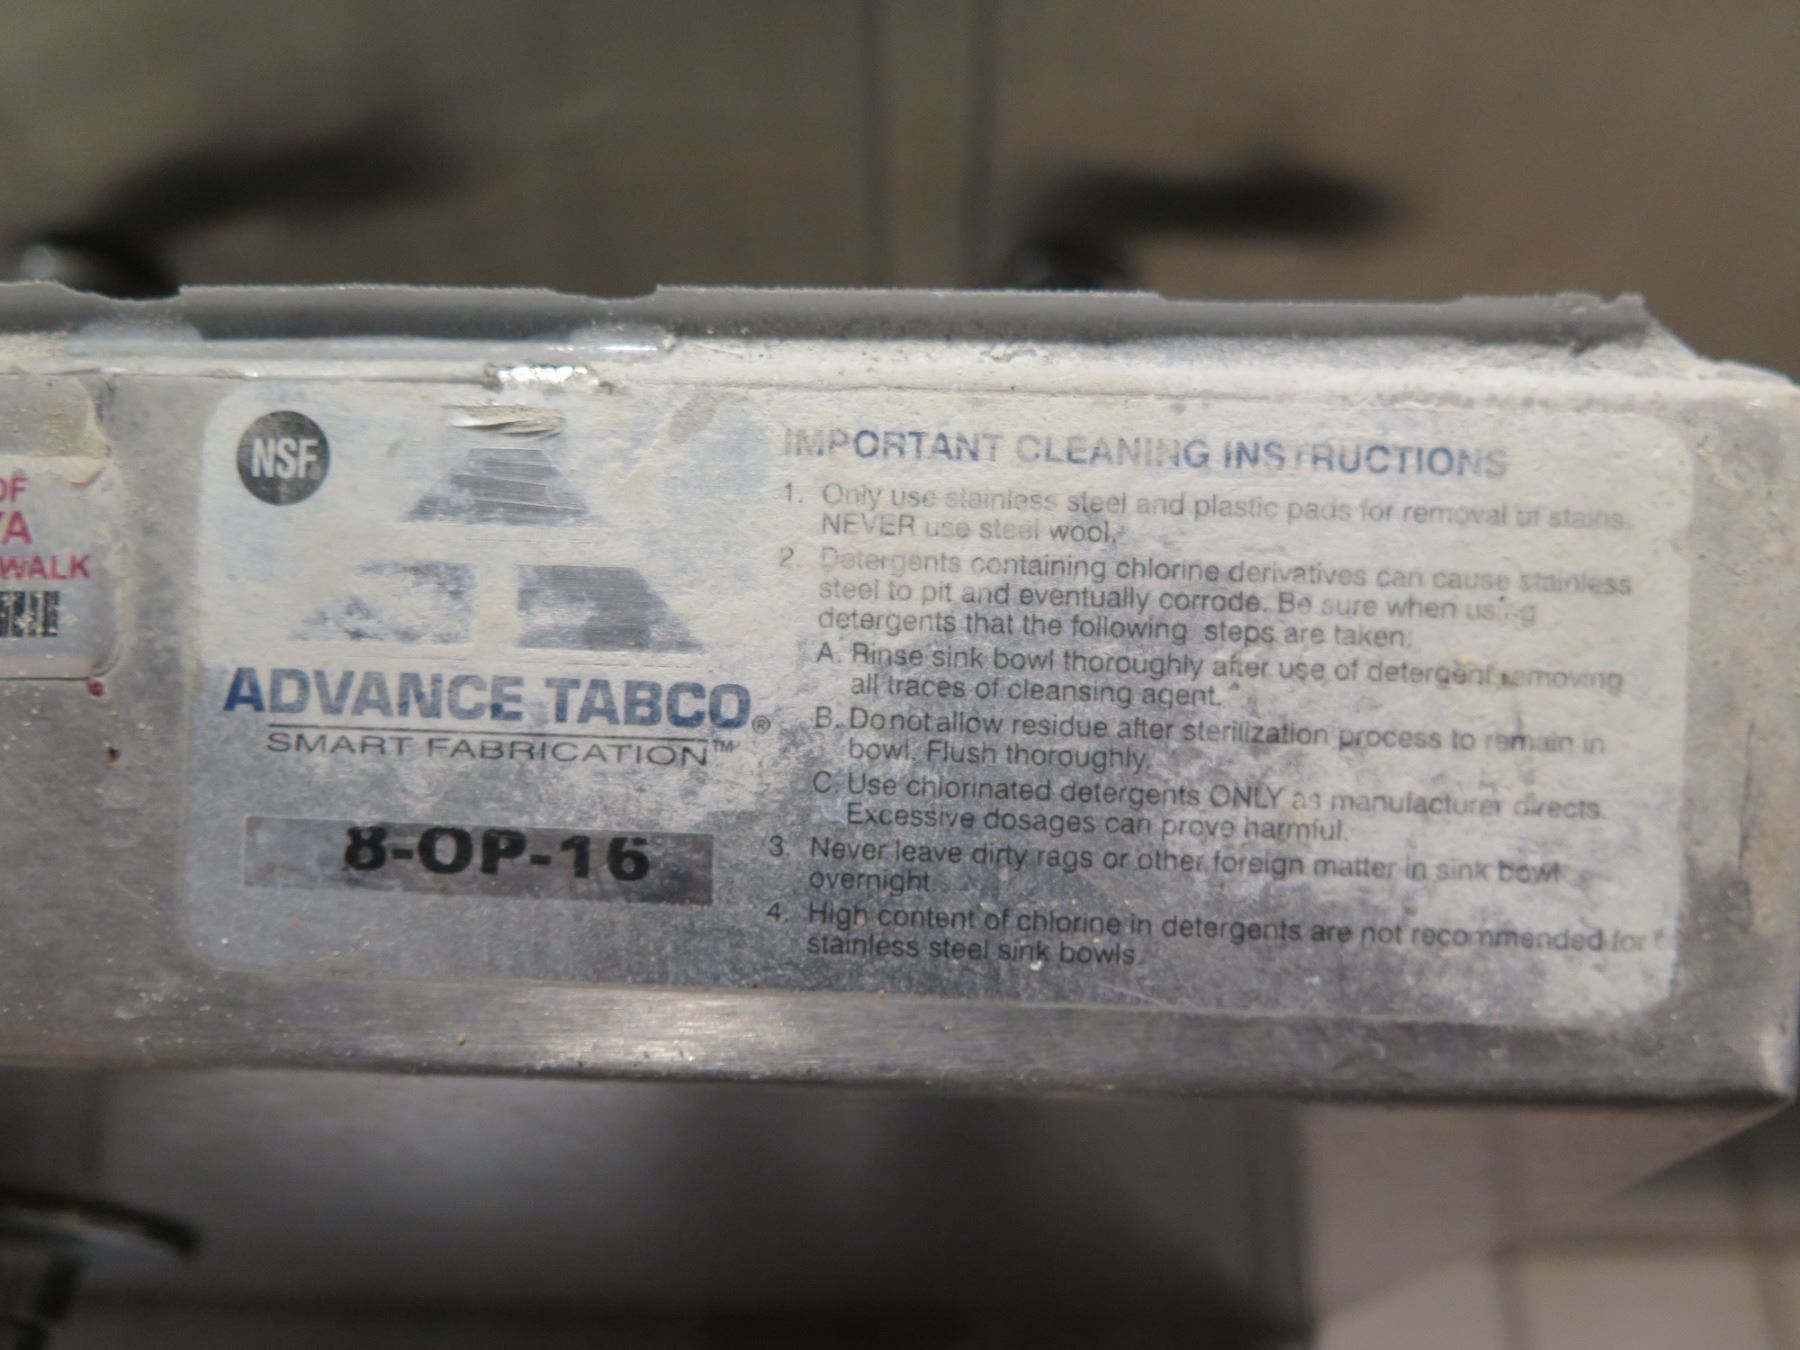 OF
WALK
NSF
ADVANCE TABCO®
SMART FABRICATION™
8-OP-16
IMPORTANT CLEANING INSTRUCTIONS
1. Only use stainless steel and plastic pads for removal of stains.
NEVER use steel wool.
2. Detergents containing chlorine derivatives can cause stainless
steel to pit and eventually corrode. Be sure when using
detergents that the following steps are taken:
A. Rinse sink bowl thoroughly after use of detergent removing
all traces of cleansing agent.
B. Do not allow residue after sterilization process to remain in
bowl. Flush thoroughly.
C. Use chlorinated detergents ONLY as manufacturer directs.
Excessive dosages can prove harmful.
3. Never leave dirty rags or other foreign matter in sink bowl
overnight.
4. High content of chlorine in detergents are not recommended for
stainless steel sink bowls.